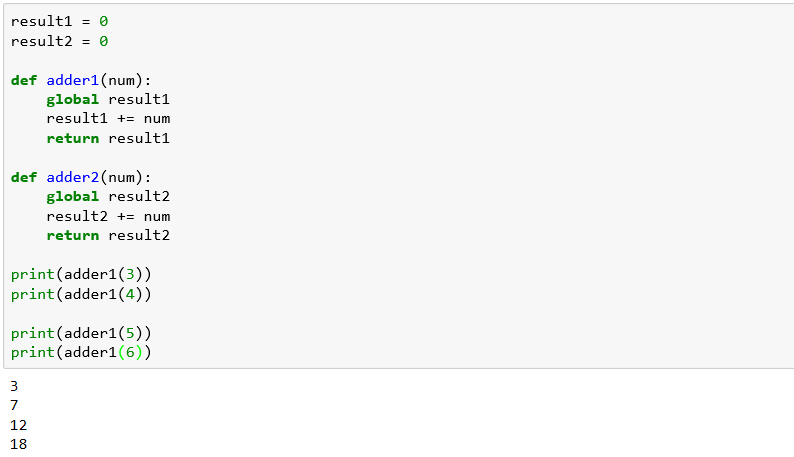 result1 = 0
result2 = 0

def adder1(num):
    global result1
    result1 += num
    return result1

def adder2(num):
    global result2
    result2 += num
    return result2

print(adder1(3))
print(adder1(4))

print(adder1(5))
print(adder1(6))
3
7
12
18